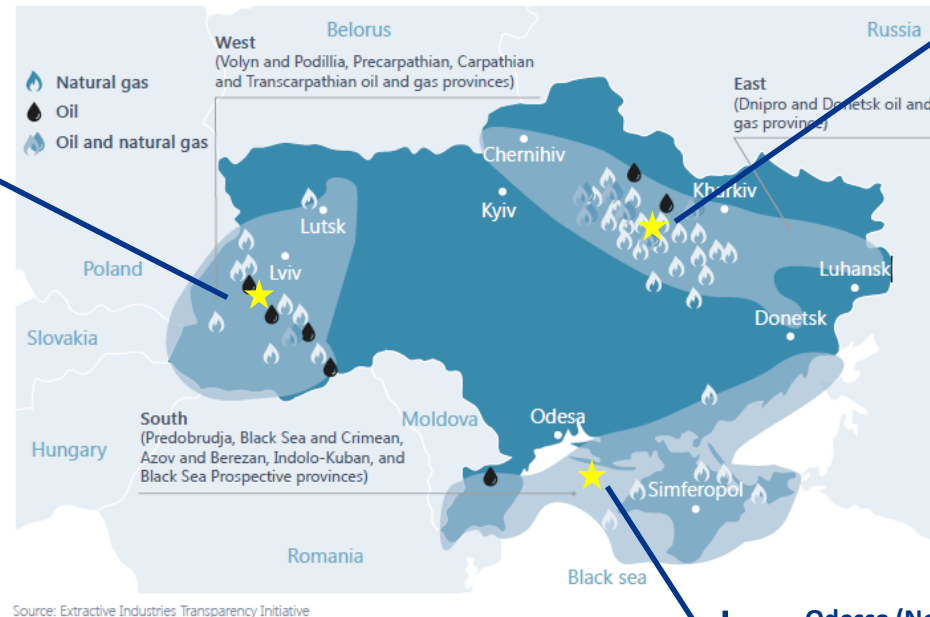 Belorus
Russia
West
(Volyn and Podillia, Precarpathian, Carpathian
and Transcarpathian oil and gas provinces)
Natural gas
Oil
Oil and natural gas
East
(Dnipro and Donetsk oil and
gas province)
Chernihiv
Kyiv
Kharkiv
Lutsk
Lviv
Poland
Luhansk
Slovakia
Donetsk
South
(Predobrudja, Black Sea and Crimean,
Azov and Berezan, Indolo-Kuban, and
Black Sea Prospective provinces)
Moldova
Odesa
Hungary
Simferopol
Romania
Black sea
Source: Extractive Industries Transparency Initiative
Odessa